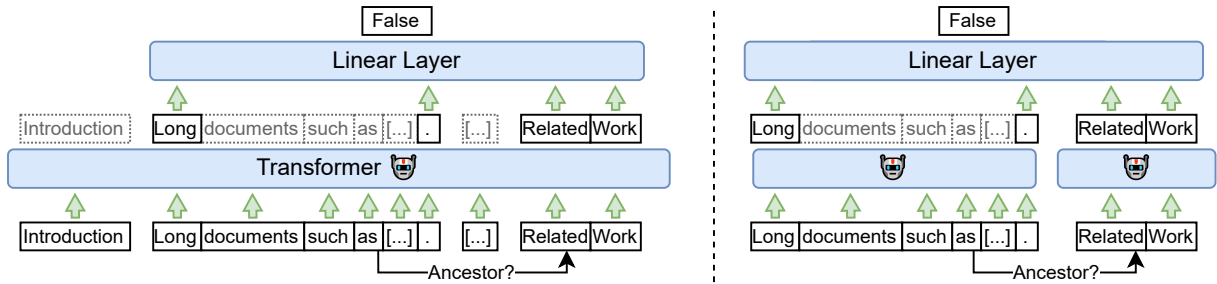 False
Linear Layer
Introduction Long documents such as [...] . [...] Related Work
Transformer
Introduction Long documents such as [...] . [...] Related Work
Ancestor?
False
Linear Layer
Long documents such as [...] . Related Work
Long documents such as [...] . Related Work
Ancestor?